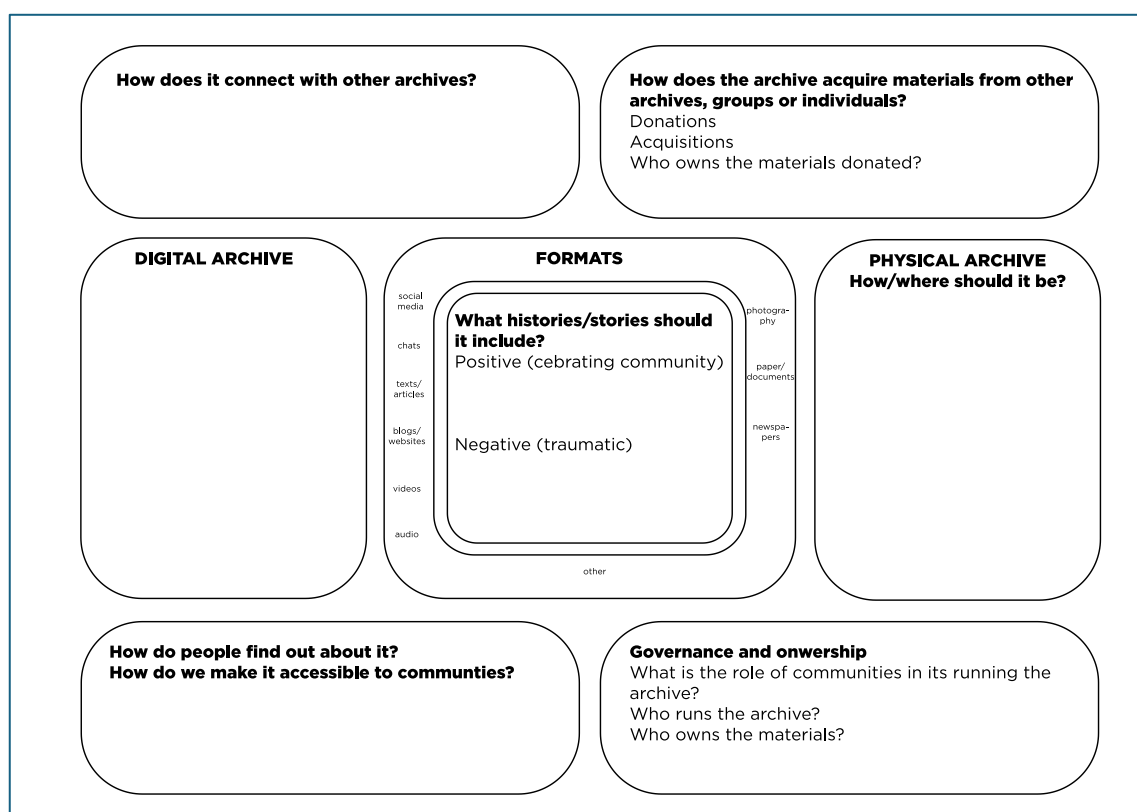 How does it connect with other archives?
How does the archive acquire materials from other
archives, groups or individuals?
Donations
Acquisitions
Who owns the materials donated?
DIGITAL ARCHIVE
FORMATS
social
media
chats
texts/
articles
blogs/
websites
videos
audio
What histories/stories should
it include?
Positive (cebrating community)
Negative (traumatic)
photogra-
phy
paper/
documents
newspa-
pers
other
PHYSICAL ARCHIVE
How/where should it be?
How do people find out about it?
How do we make it accessible to communties?
Governance and onwership
What is the role of communities in its running the
archive?
Who runs the archive?
Who owns the materials?